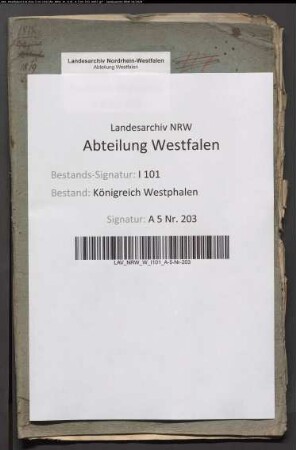 Landesarchiv Nordrhein-Westfalen
Abteilung Westfalen
Landesarchiv NRW
Abteilung Westfalen
Bestands-Signatur: I 101
Bestand: Königreich Westphalen
Signatur: A 5 Nr. 203
LAV_NRW_W_I101_A-5-Nr-203